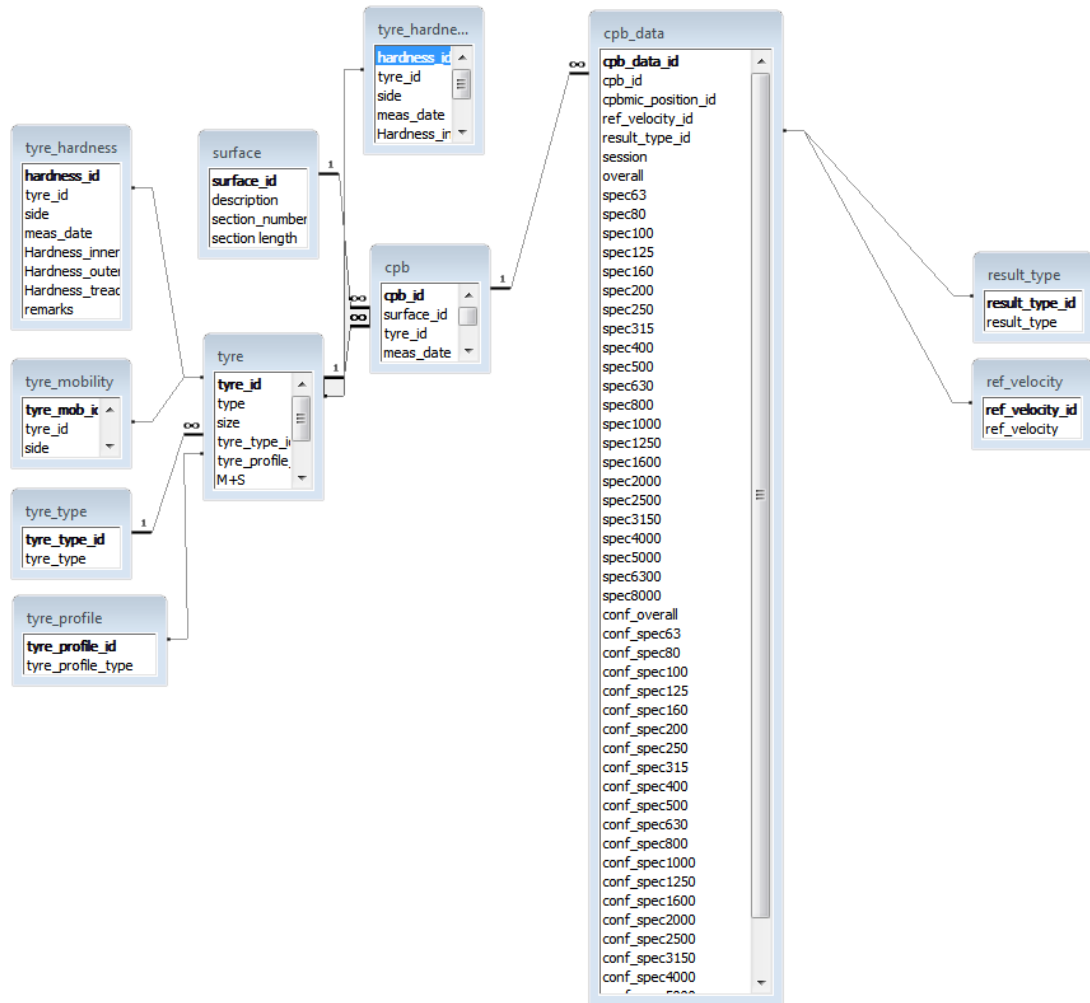 tyre_hardne...
hardness_id
tyre_id
side
meas_date
Hardness_in
cpb_data
cpb_data_id
cpb_id
cpbmic_position_id
ref_velocity_id
result_type_id
session
overall
spec63
spec80
spec100
spec125
spec160
spec200
spec250
spec315
spec400
spec500
spec630
spec800
spec1000
spec1250
spec1600
spec2000
spec2500
spec3150
spec4000
spec5000
spec6300
spec8000
conf_overall
conf_spec63
conf_spec80
conf_spec100
conf_spec125
conf_spec160
conf_spec200
conf_spec250
conf_spec315
conf_spec400
conf_spec500
conf_spec630
conf_spec800
conf_spec1000
conf_spec1250
conf_spec1600
conf_spec2000
conf_spec2500
conf_spec3150
conf_spec4000
tyre_hardness
hardness_id
tyre_id
side
meas_date
Hardness_inner
Hardness_outer
Hardness_treac
remarks
surface
surface_id
description
section_number
section length
cpb
cpb_id
surface_id
tyre_id
meas_date
tyre
tyre_id
type
size
tyre_type_id
tyre_profile_
M+S
tyre_mobility
tyre_mob_id
tyre_id
side
tyre_type
tyre_type_id
tyre_type
tyre_profile
tyre_profile_id
tyre_profile_type
result_type
result_type_id
result_type
ref_velocity
ref_velocity_id
ref_velocity
1
∞
∞
1
1
∞
∞
1